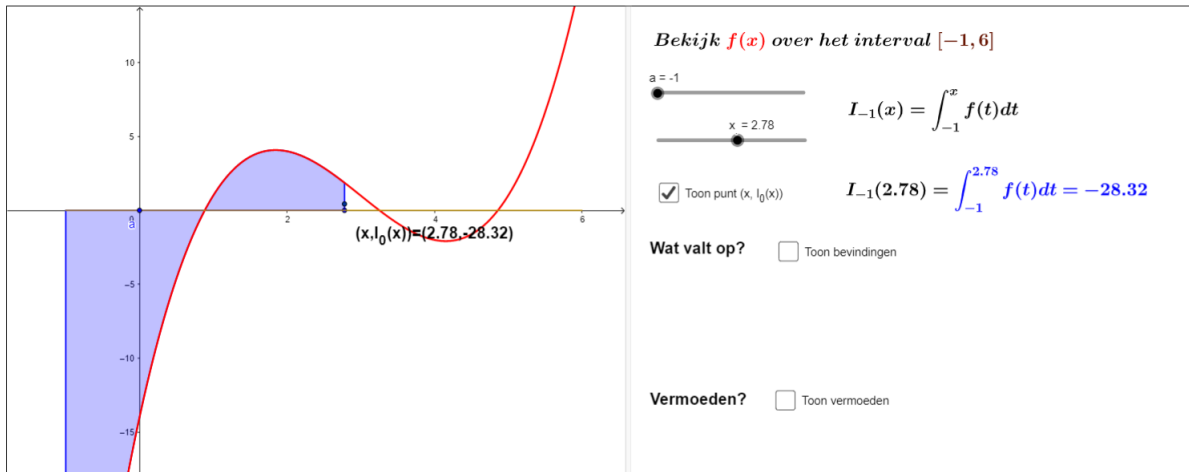 10
5
0
a
2
4
6
(x,I₀(x))=(2.78,-28.32)
−5
−10
−15
Bekijk f(x) over het interval [−1,6]
a = -1
I₋₁(x) = ∫₋₁ˣ f(t)dt
x = 2.78
Toon punt (x, I₀(x))
I₋₁(2.78) = ∫₋₁²·⁷⁸ f(t)dt = −28.32
Wat valt op?
Toon bevindingen
Vermoeden?
Toon vermoeden